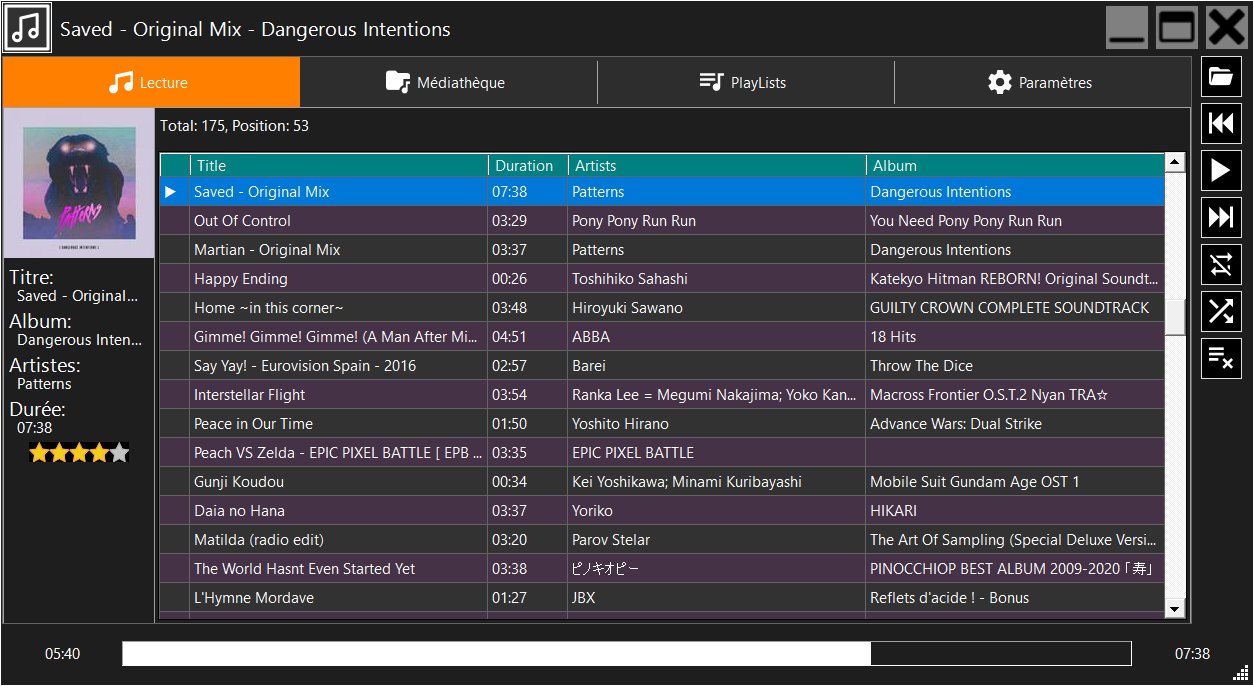 Saved - Original Mix - Dangerous Intentions
Lecture Médiathèque PlayLists Paramètres
Total: 175, Position: 53
Patterns
[ DANGEROUS INTENTIONS ]
Titre:
Saved - Original...
Album:
Dangerous Inten...
Artistes:
Patterns
Durée:
07:38
Title Duration Artists Album
Saved - Original Mix 07:38 Patterns Dangerous Intentions
Out Of Control 03:29 Pony Pony Run Run You Need Pony Pony Run Run
Martian - Original Mix 03:37 Patterns Dangerous Intentions
Happy Ending 00:26 Toshihiko Sahashi Katekyo Hitman REBORN! Original Soundt...
Home ~in this corner~ 03:48 Hiroyuki Sawano GUILTY CROWN COMPLETE SOUNDTRACK
Gimme! Gimme! Gimme! (A Man After Mi... 04:51 ABBA 18 Hits
Say Yay! - Eurovision Spain - 2016 02:57 Barei Throw The Dice
Interstellar Flight 03:54 Ranka Lee = Megumi Nakajima; Yoko Kan... Macross Frontier O.S.T.2 Nyan TRA☆
Peace in Our Time 01:50 Yoshito Hirano Advance Wars: Dual Strike
Peach VS Zelda - EPIC PIXEL BATTLE [ EPB ... 03:35 EPIC PIXEL BATTLE
Gunji Koudou 00:34 Kei Yoshikawa; Minami Kuribayashi Mobile Suit Gundam Age OST 1
Daia no Hana 03:37 Yoriko HIKARI
Matilda (radio edit) 03:20 Parov Stelar The Art Of Sampling (Special Deluxe Versi...
The World Hasnt Even Started Yet 03:38 ピノキオピー PINOCCHIOP BEST ALBUM 2009-2020「寿」
L'Hymne Mordave 01:27 JBX Reflets d'acide ! - Bonus
05:40 07:38